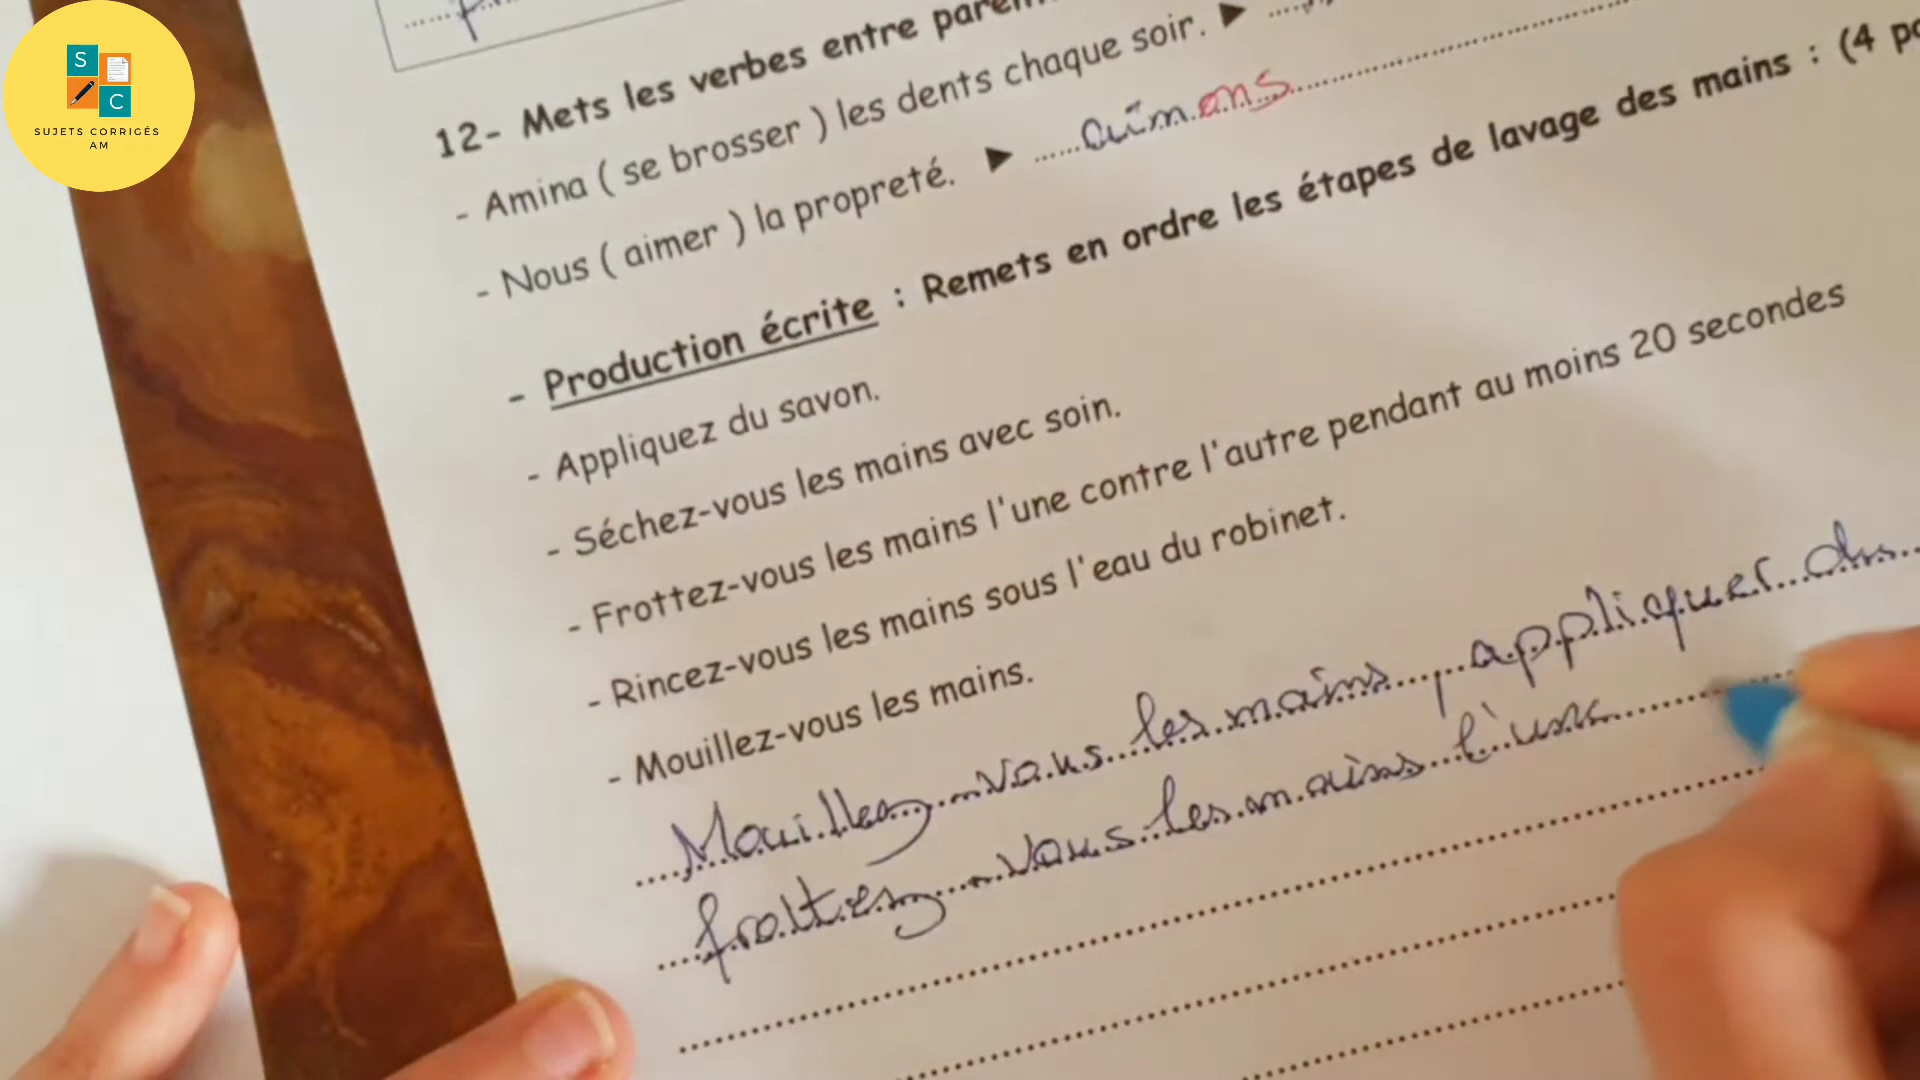 S
C
SUJETS CORRIGÉS
AM
12- Mets les verbes entre paren
- Amina ( se brosser ) les dents chaque soir. ►
- Nous ( aimer ) la propreté. ► aimons
- Production écrite : Remets en ordre les étapes de lavage des mains : (4 po
- Appliquez du savon.
- Séchez-vous les mains avec soin.
- Frottez-vous les mains l'une contre l'autre pendant au moins 20 secondes
- Rincez-vous les mains sous l'eau du robinet.
- Mouillez-vous les mains.
Mouillez-vous les mains, appliquer du
frottez-vous les mains l'une